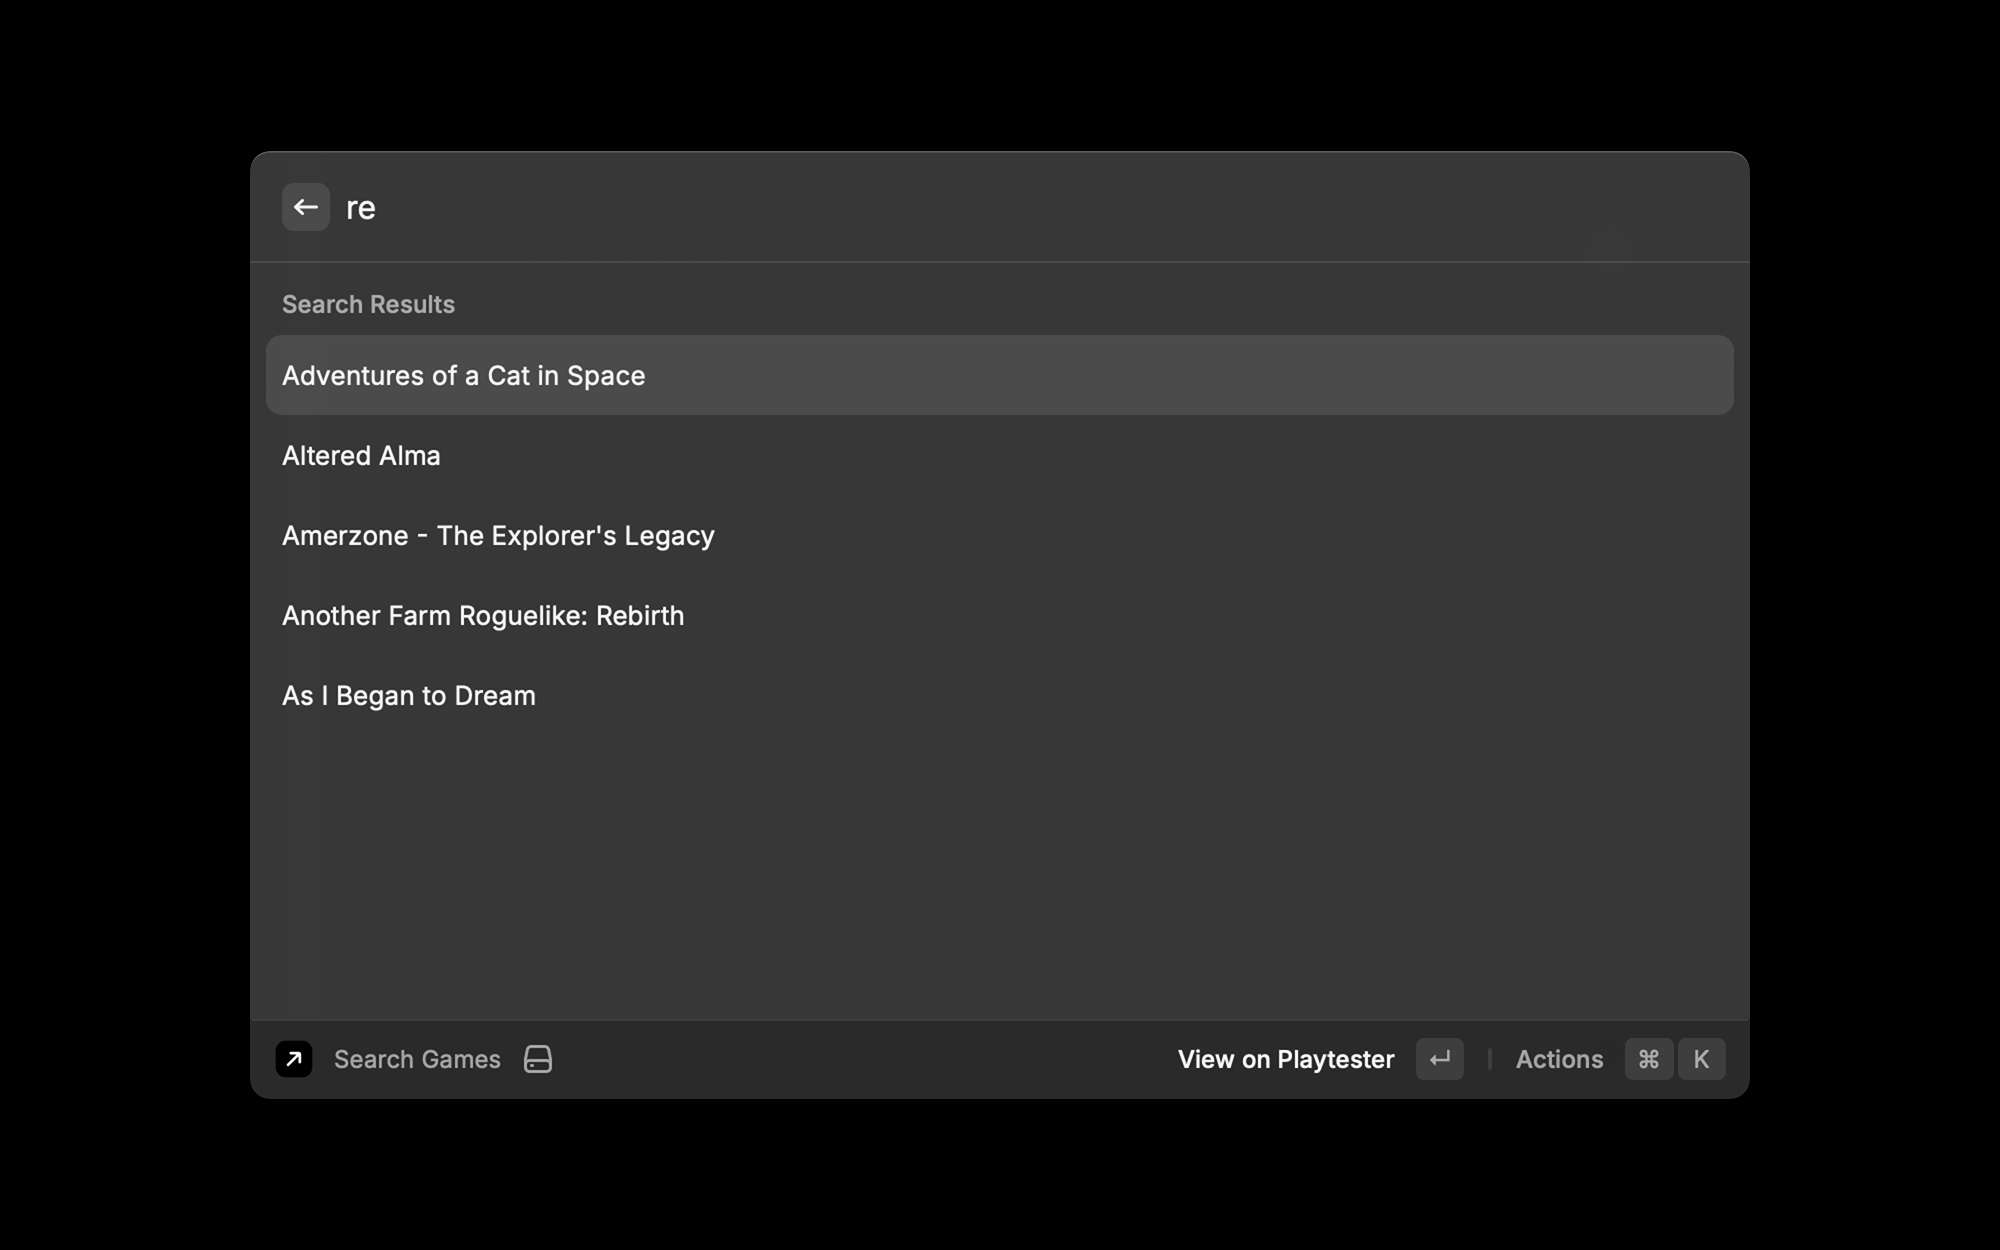 re
Search Results
Adventures of a Cat in Space
Altered Alma
Amerzone - The Explorer's Legacy
Another Farm Roguelike: Rebirth
As I Began to Dream
Search Games
View on Playtester
Actions ⌘ K